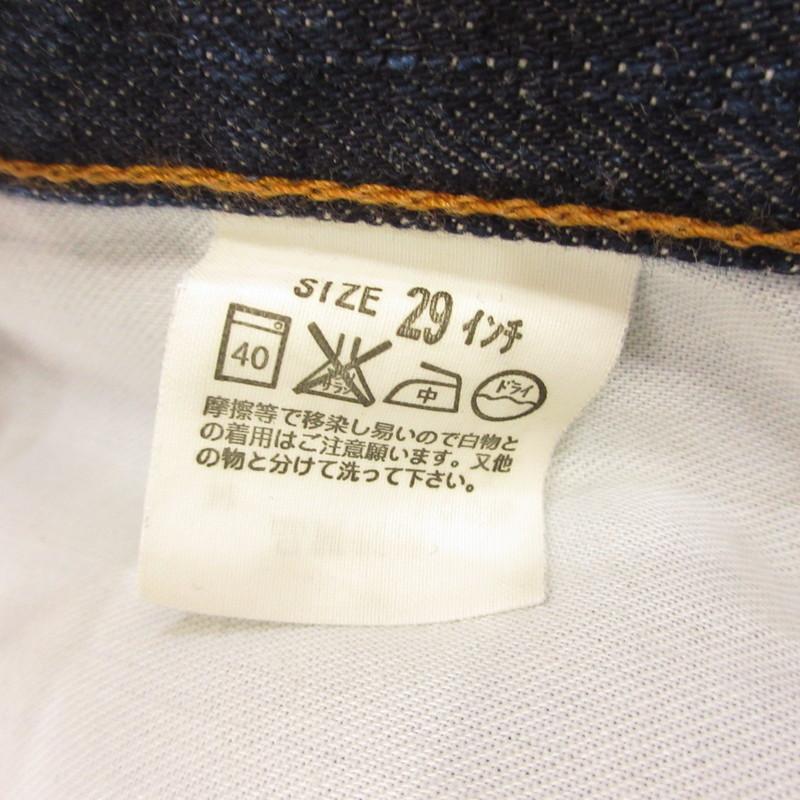 SIZE 29 インチ
40 エンソ サラシ 中 ドライ
摩擦等で移染し易いので白物と
の着用はご注意願います。又他
の物と分けて洗って下さい。